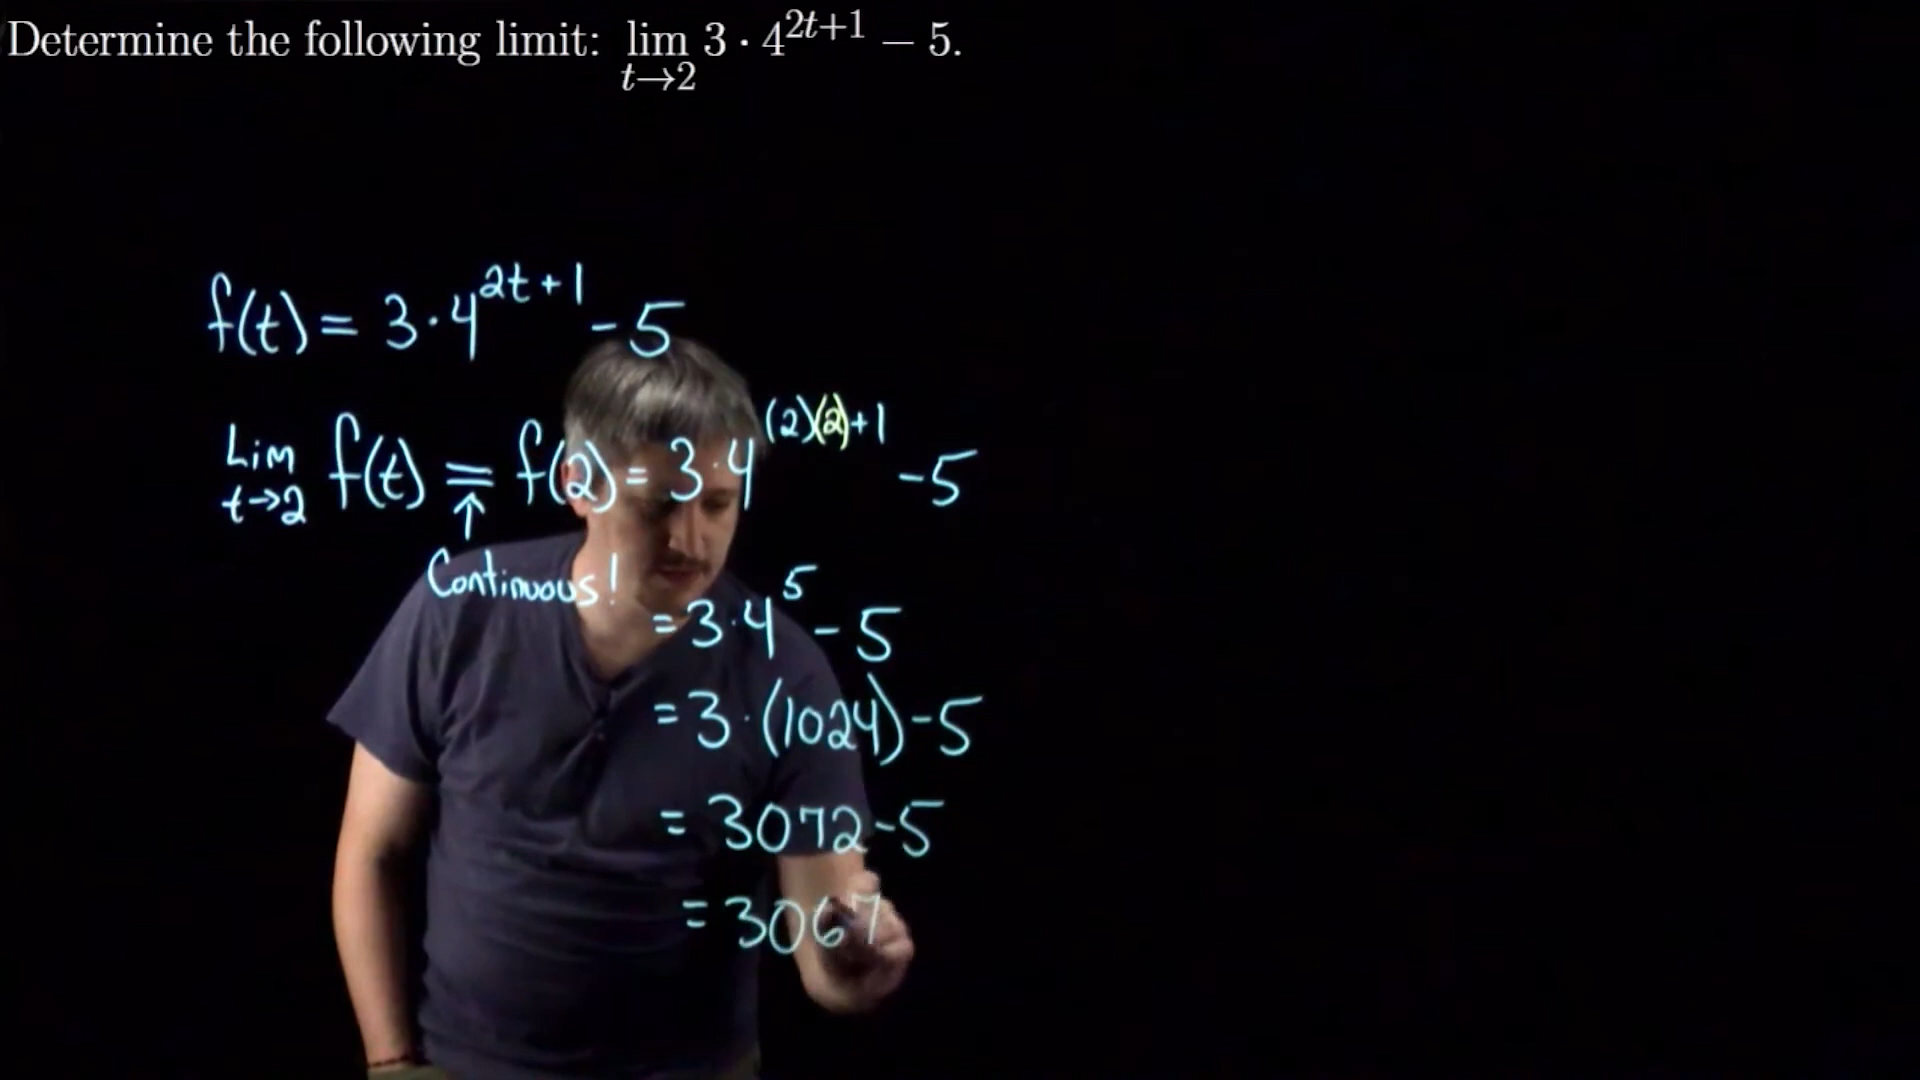 Determine the following limit: lim t→2 3 · 4^{2t+1} − 5.
f(t) = 3·4^{2t+1} - 5
Lim t→2 f(t) = f(2) = 3·4^{(2)(2)+1} - 5
↑
Continuous!
= 3·4^5 - 5
= 3·(1024) - 5
= 3072 - 5
= 3067